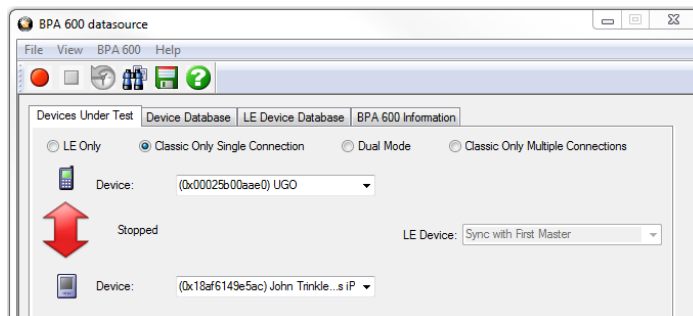 BPA 600 datasource
File View BPA 600 Help
Devices Under Test Device Database LE Device Database BPA 600 Information
LE Only Classic Only Single Connection Dual Mode Classic Only Multiple Connections
Device: (0x00025b00aae0) UGO
Stopped
LE Device: Sync with First Master
Device: (0x18af6149e5ac) John Trinkle...s iP